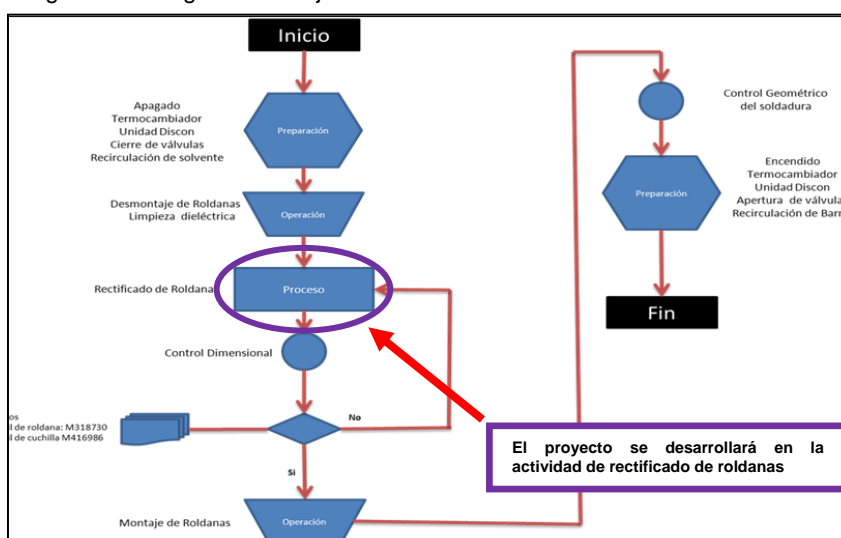 Inicio
Apagado
Termocambiador
Unidad Discon
Cierre de válvulas
Recirculación de solvente
Preparación
Desmontaje de Roldanas
Limpieza dieléctrica
Operación
Rectificado de Roldana
Proceso
Control Dimensional
No
l de roldana: M318730
l de cuchilla M416986
Si
Montaje de Roldanas
Operación
Control Geométrico
del soldadura
Preparación
Encendido
Termocambiador
Unidad Discon
Apertura de válvula
Recirculación de Barr
Fin
El proyecto se desarrollará en la
actividad de rectificado de roldanas